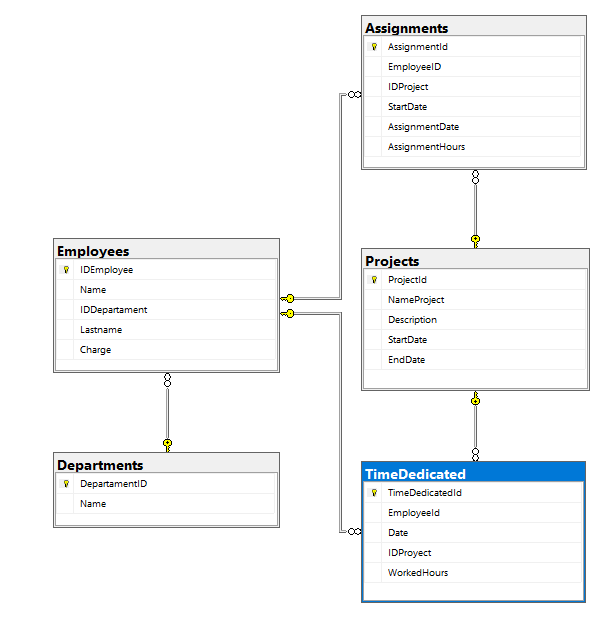 Assignments
AssignmentId
EmployeeID
IDProject
StartDate
AssignmentDate
AssignmentHours
Employees
IDEmployee
Name
IDDepartament
Lastname
Charge
Projects
ProjectId
NameProject
Description
StartDate
EndDate
Departments
DepartamentID
Name
TimeDedicated
TimeDedicatedId
EmployeeId
Date
IDProyect
WorkedHours